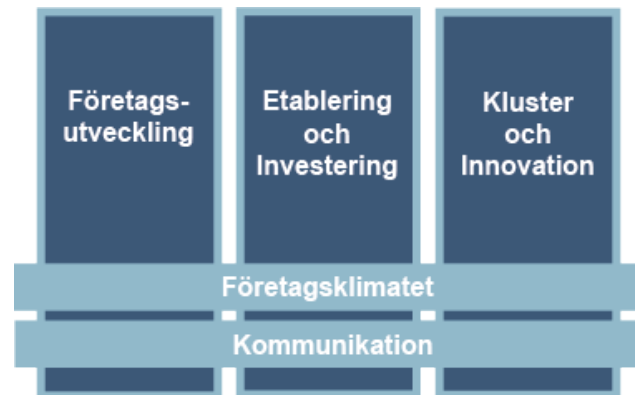 Företags-
utveckling
Etablering
och
Investering
Kluster
och
Innovation
Företagsklimatet
Kommunikation